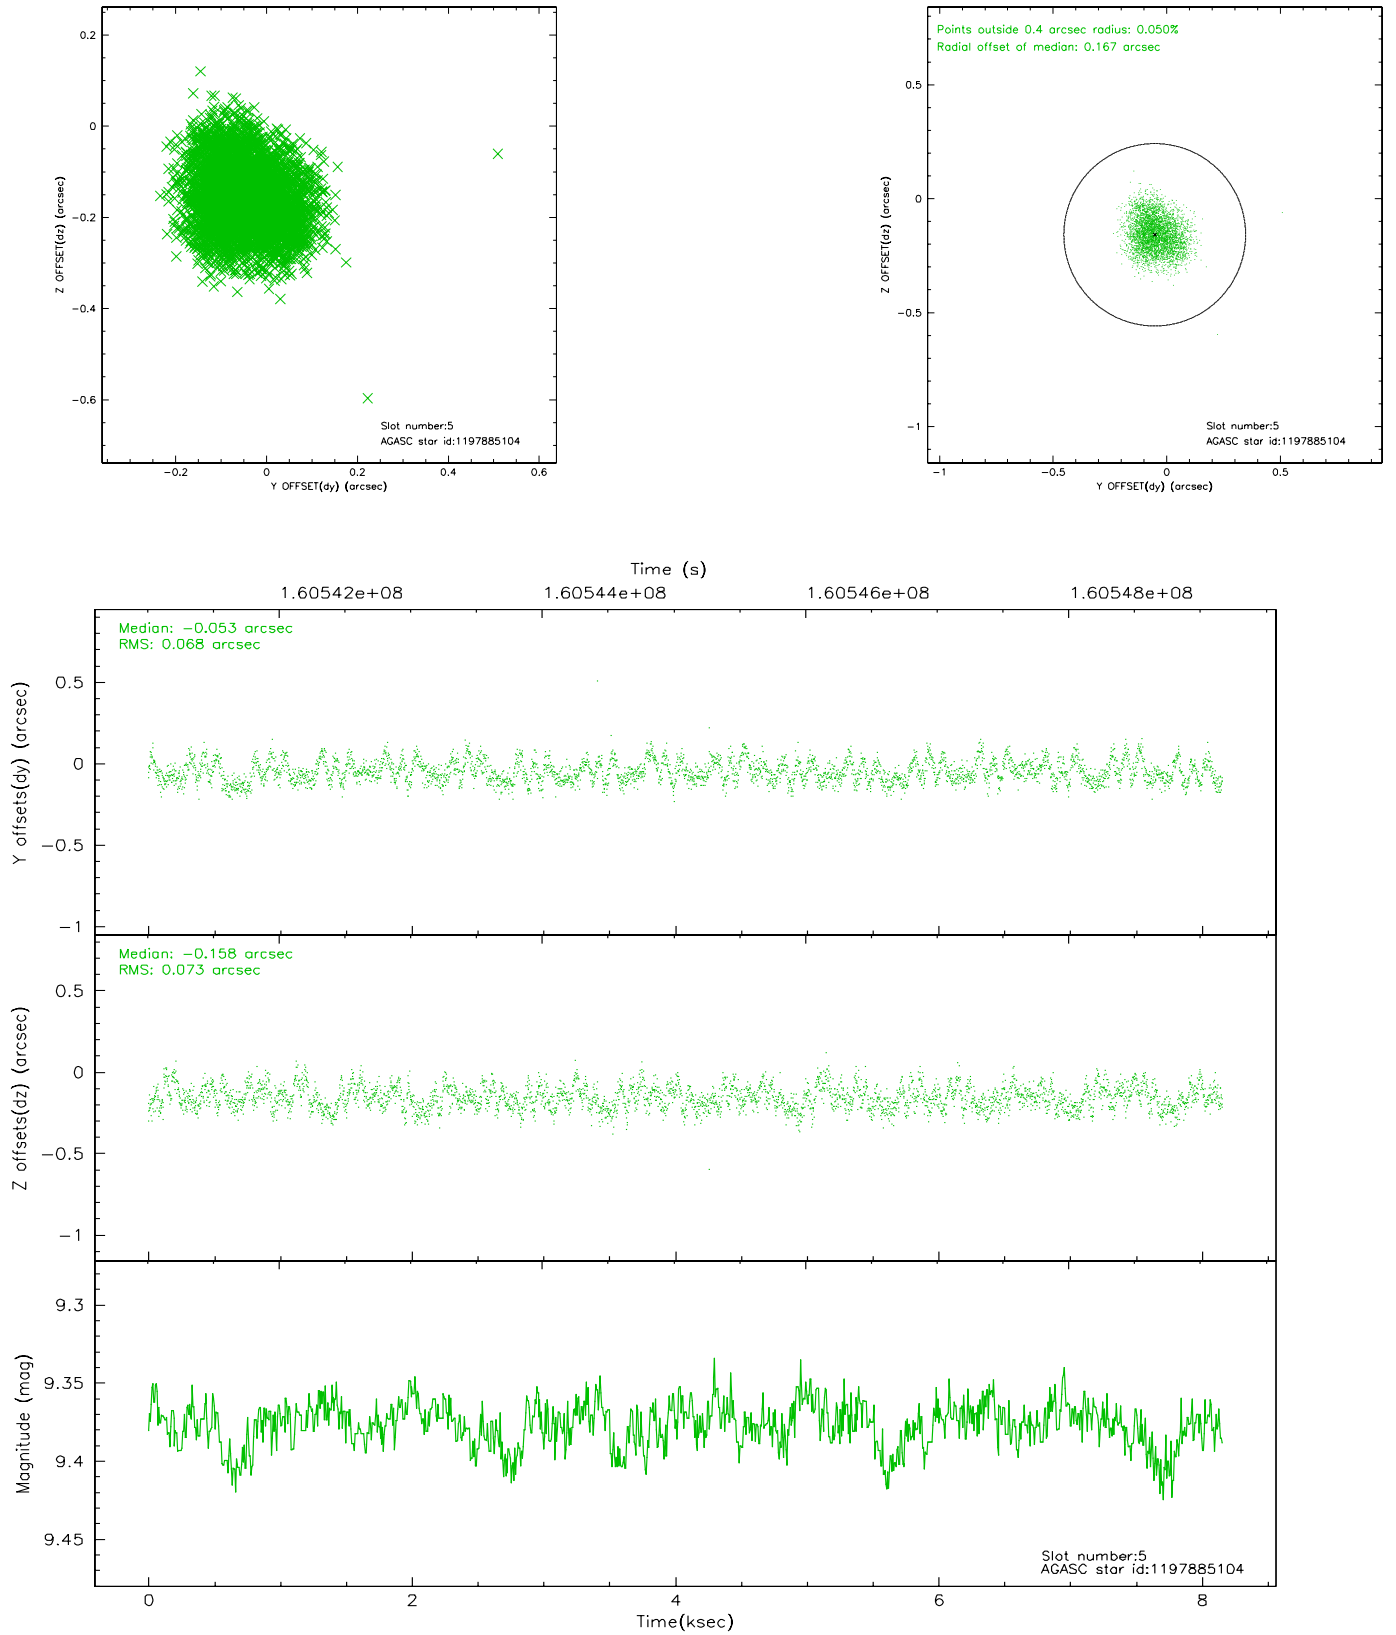 0.2
0
−0.2
−0.4
−0.6
Z OFFSET(dz) (arcsec)
Slot number:5
AGASC star id:1197885104
−0.2 0 0.2 0.4 0.6
Y OFFSET(dy) (arcsec)
Points outside 0.4 arcsec radius: 0.050%
Radial offset of median: 0.167 arcsec
0.5
0
−0.5
−1
Z OFFSET(dz) (arcsec)
Slot number:5
AGASC star id:1197885104
−1 −0.5 0 0.5
Y OFFSET(dy) (arcsec)
Time (s)
1.60542e+08 1.60544e+08 1.60546e+08 1.60548e+08
Median: −0.053 arcsec
RMS: 0.068 arcsec
0.5
0
−0.5
−1
Y offsets(dy) (arcsec)
Median: −0.158 arcsec
RMS: 0.073 arcsec
0.5
0
−0.5
−1
Z offsets(dz) (arcsec)
9.3
9.35
9.4
9.45
Magnitude (mag)
Slot number:5
AGASC star id:1197885104
0 2 4 6 8
Time(ksec)